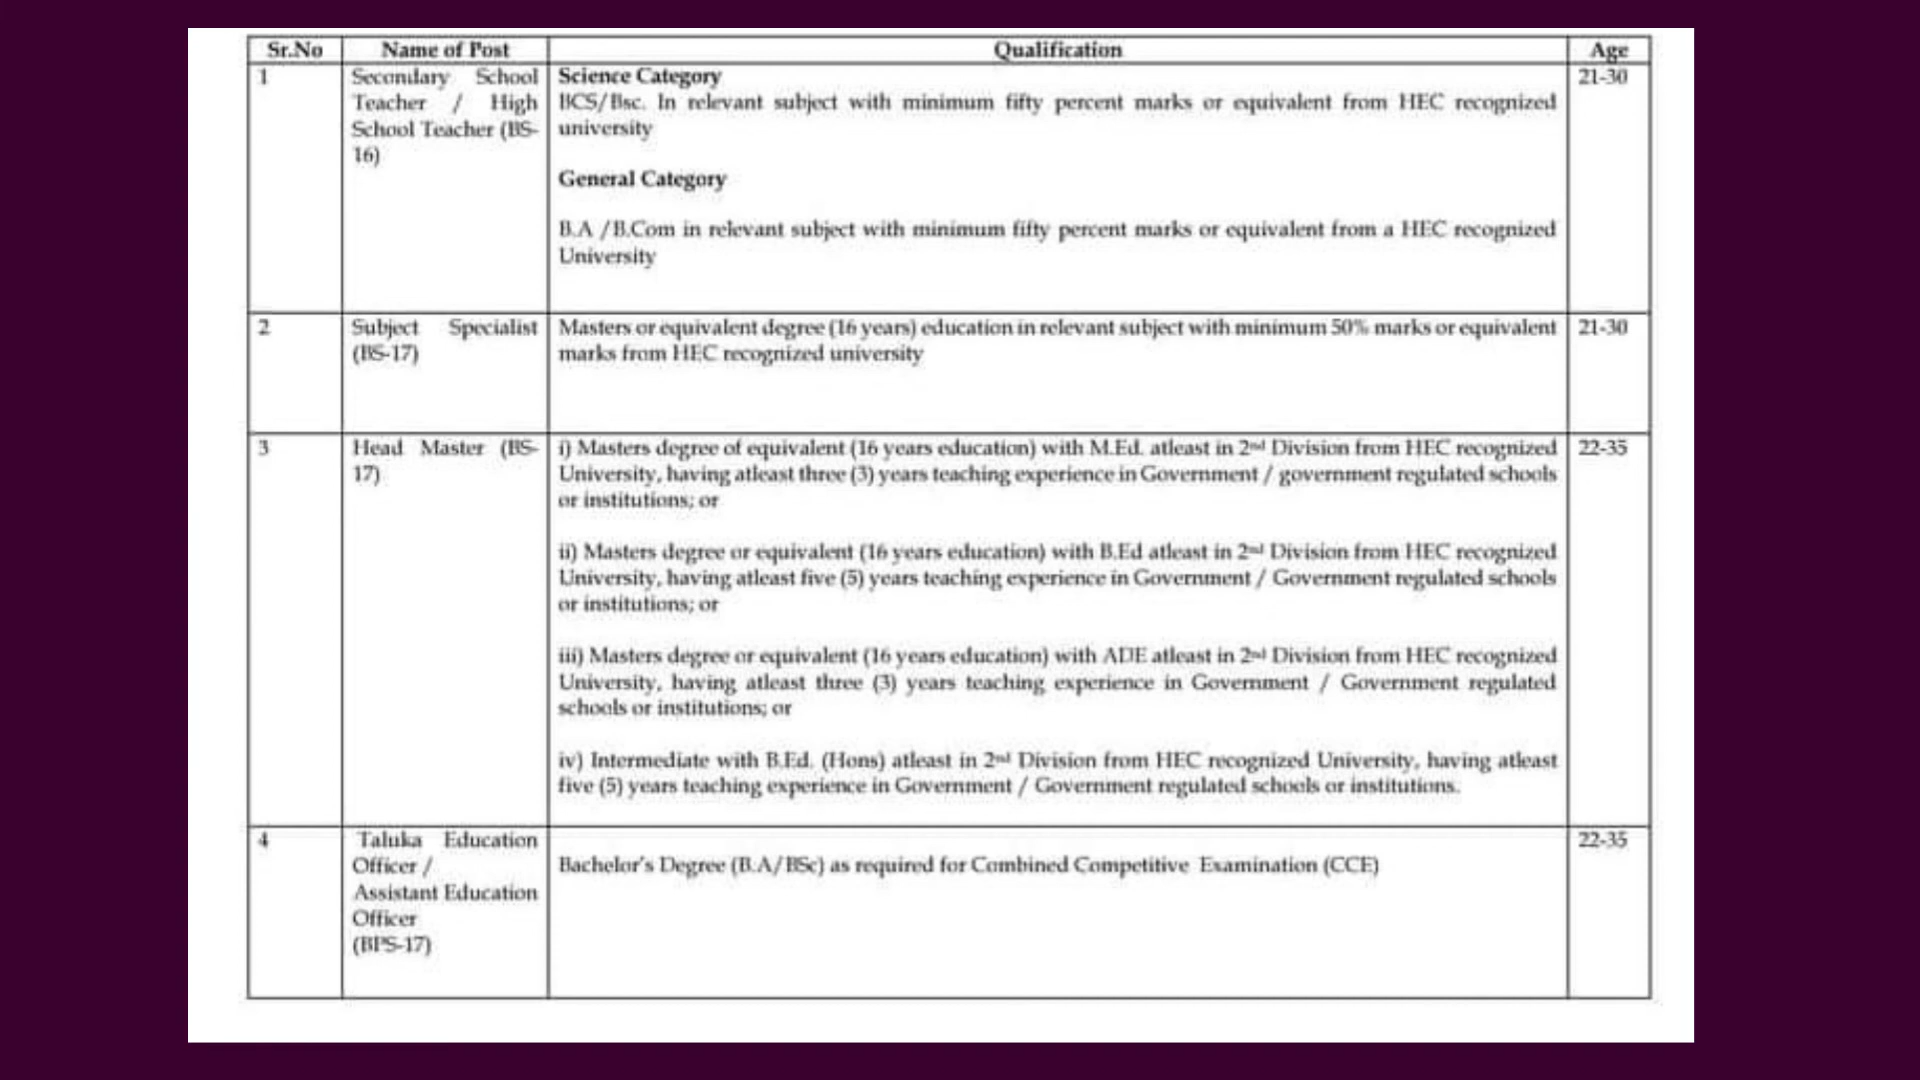 Sr.No Name of Post Qualification Age
1 Secondary School Science Category 21-30
Teacher / High BCS/Bsc. In relevant subject with minimum fifty percent marks or equivalent from HEC recognized
School Teacher (BS- university
16)
General Category
B.A /B.Com in relevant subject with minimum fifty percent marks or equivalent from a HEC recognized
University
2 Subject Specialist Masters or equivalent degree (16 years) education in relevant subject with minimum 50% marks or equivalent 21-30
(BS-17) marks from HEC recognized university
3 Head Master (BS- i) Masters degree of equivalent (16 years education) with M.Ed. atleast in 2nd Division from HEC recognized 22-35
17) University, having atleast three (3) years teaching experience in Government / government regulated schools
or institutions; or
ii) Masters degree or equivalent (16 years education) with B.Ed atleast in 2nd Division from HEC recognized
University, having atleast five (5) years teaching experience in Government / Government regulated schools
or institutions; or
iii) Masters degree or equivalent (16 years education) with ADE atleast in 2nd Division from HEC recognized
University, having atleast three (3) years teaching experience in Government / Government regulated
schools or institutions; or
iv) Intermediate with B.Ed. (Hons) atleast in 2nd Division from HEC recognized University, having atleast
five (5) years teaching experience in Government / Government regulated schools or institutions.
4 Taluka Education 22-35
Officer / Bachelor's Degree (B.A/BSc) as required for Combined Competitive Examination (CCE)
Assistant Education
Officer
(BPS-17)